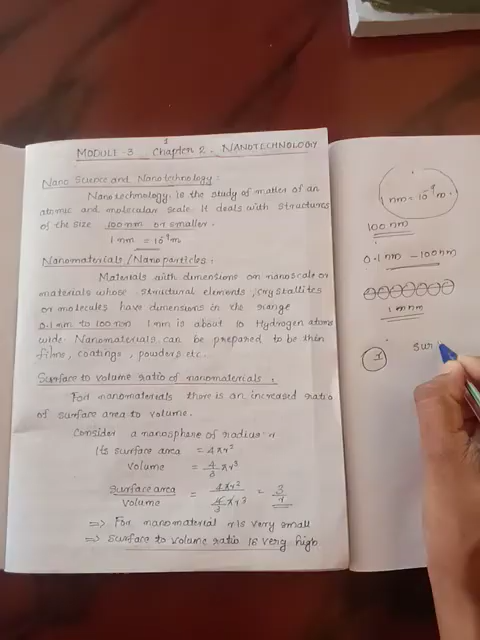 MODULE-3 Chapter 2 - NANOTECHNOLOGY
Nano Science and Nanotechnology:
Nanotechnology is the study of matter of an
atomic and molecular scale. It deals with structures
of the size 100 nm or smaller.
1 nm = 10⁻⁹m
Nanomaterials / Nanoparticles:
Materials with dimensions on nanoscale or
materials whose structural elements, crystallites
or molecules have dimensions in the range
0.1 nm to 100 nm 1 nm is about 10 Hydrogen atoms
wide. Nanomaterials can be prepared to be thin
films, coatings, powders etc.
Surface to volume ratio of nanomaterials.
For nanomaterials there is an increased ratio
of surface area to volume.
Consider a nanosphere of radius r
Its surface area = 4πr²
Volume = 4/3 πr³
Surface area / Volume = 4πr² / 4/3 πr³ = 3/r
⇒ For nanomaterial r is very small
⇒ Surface to volume ratio is very high
1 nm = 10⁻⁹ m.
100 nm
0.1 nm - 100 nm
1 nm
1
sur